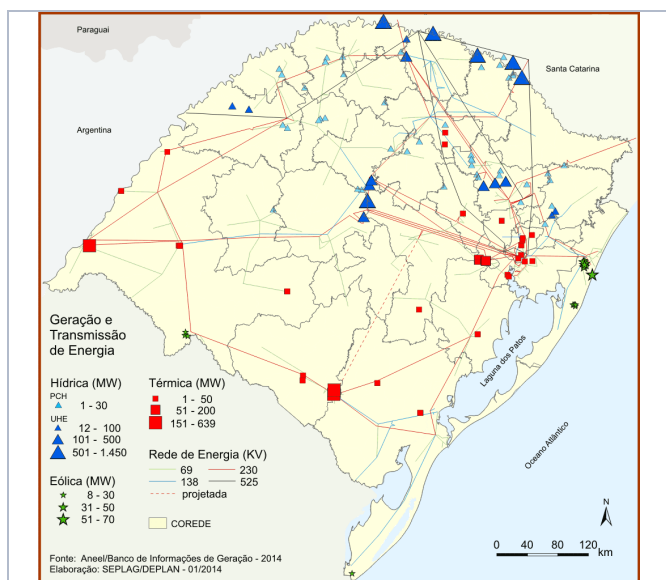 Paraguai
Santa Catarina
Argentina
Geração e
Transmissão
de Energia
Laguna dos Patos
Oceano Atlântico
Hídrica (MW)
PCH
1 - 30
UHE
12 - 100
101 - 500
501 - 1.450
Eólica (MW)
8 - 30
31 - 50
51 - 70
Térmica (MW)
1 - 50
51 - 200
151 - 639
Rede de Energia (KV)
69 230
138 525
projetada
COREDE
N
0 40 80 120 km
Fonte: Aneel/Banco de Informações de Geração - 2014
Elaboração: SEPLAG/DEPLAN - 01/2014